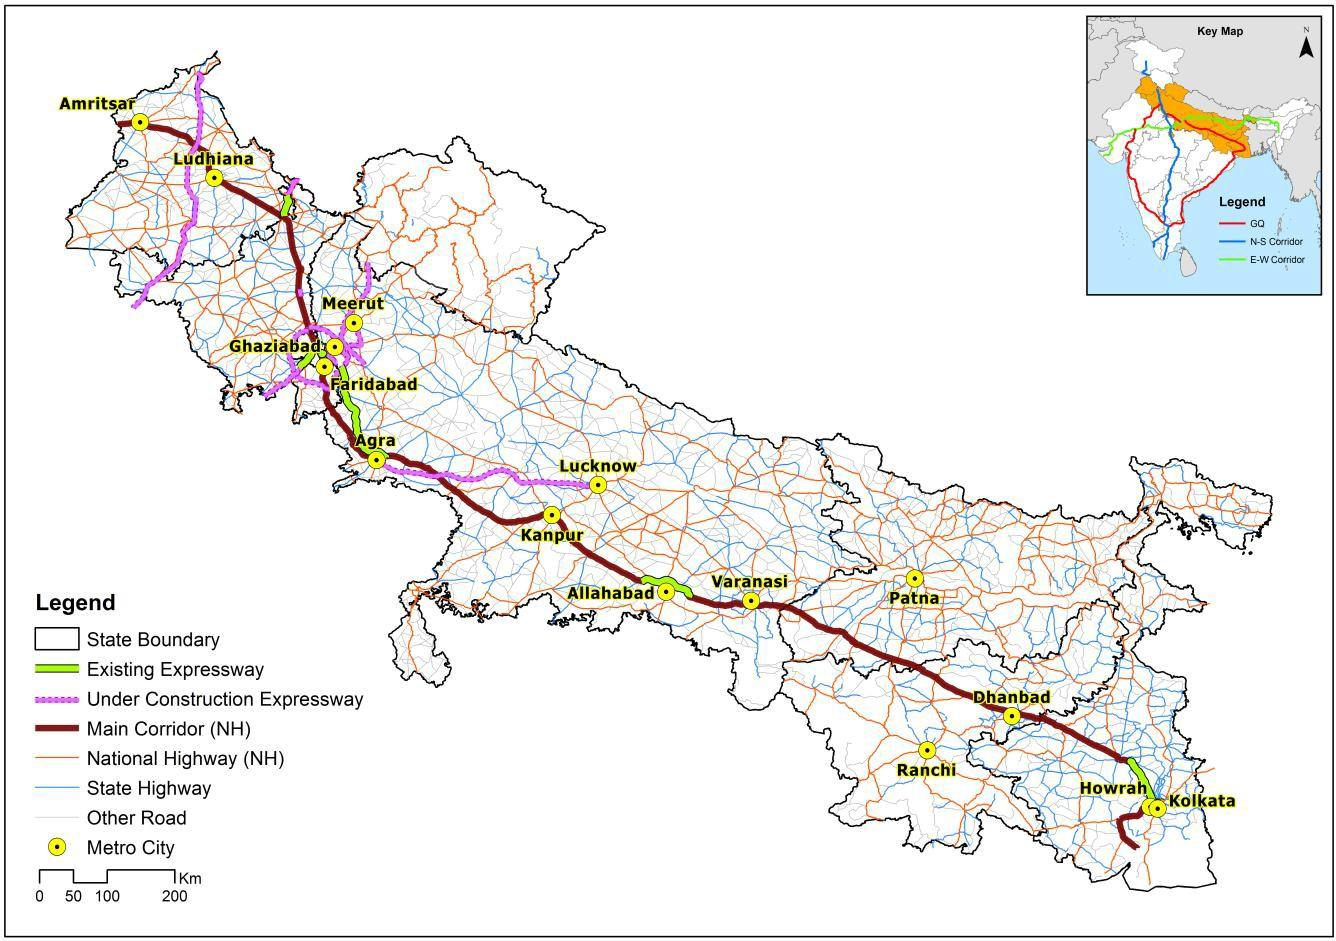 Key Map
N
Legend
GQ
N-S Corridor
E-W Corridor
Amritsar
Ludhiana
Meerut
Ghaziabad
Faridabad
Agra
Lucknow
Kanpur
Allahabad
Varanasi
Patna
Dhanbad
Ranchi
Howrah
Kolkata
Legend
State Boundary
Existing Expressway
Under Construction Expressway
Main Corridor (NH)
National Highway (NH)
State Highway
Other Road
Metro City
Km
0 50 100 200